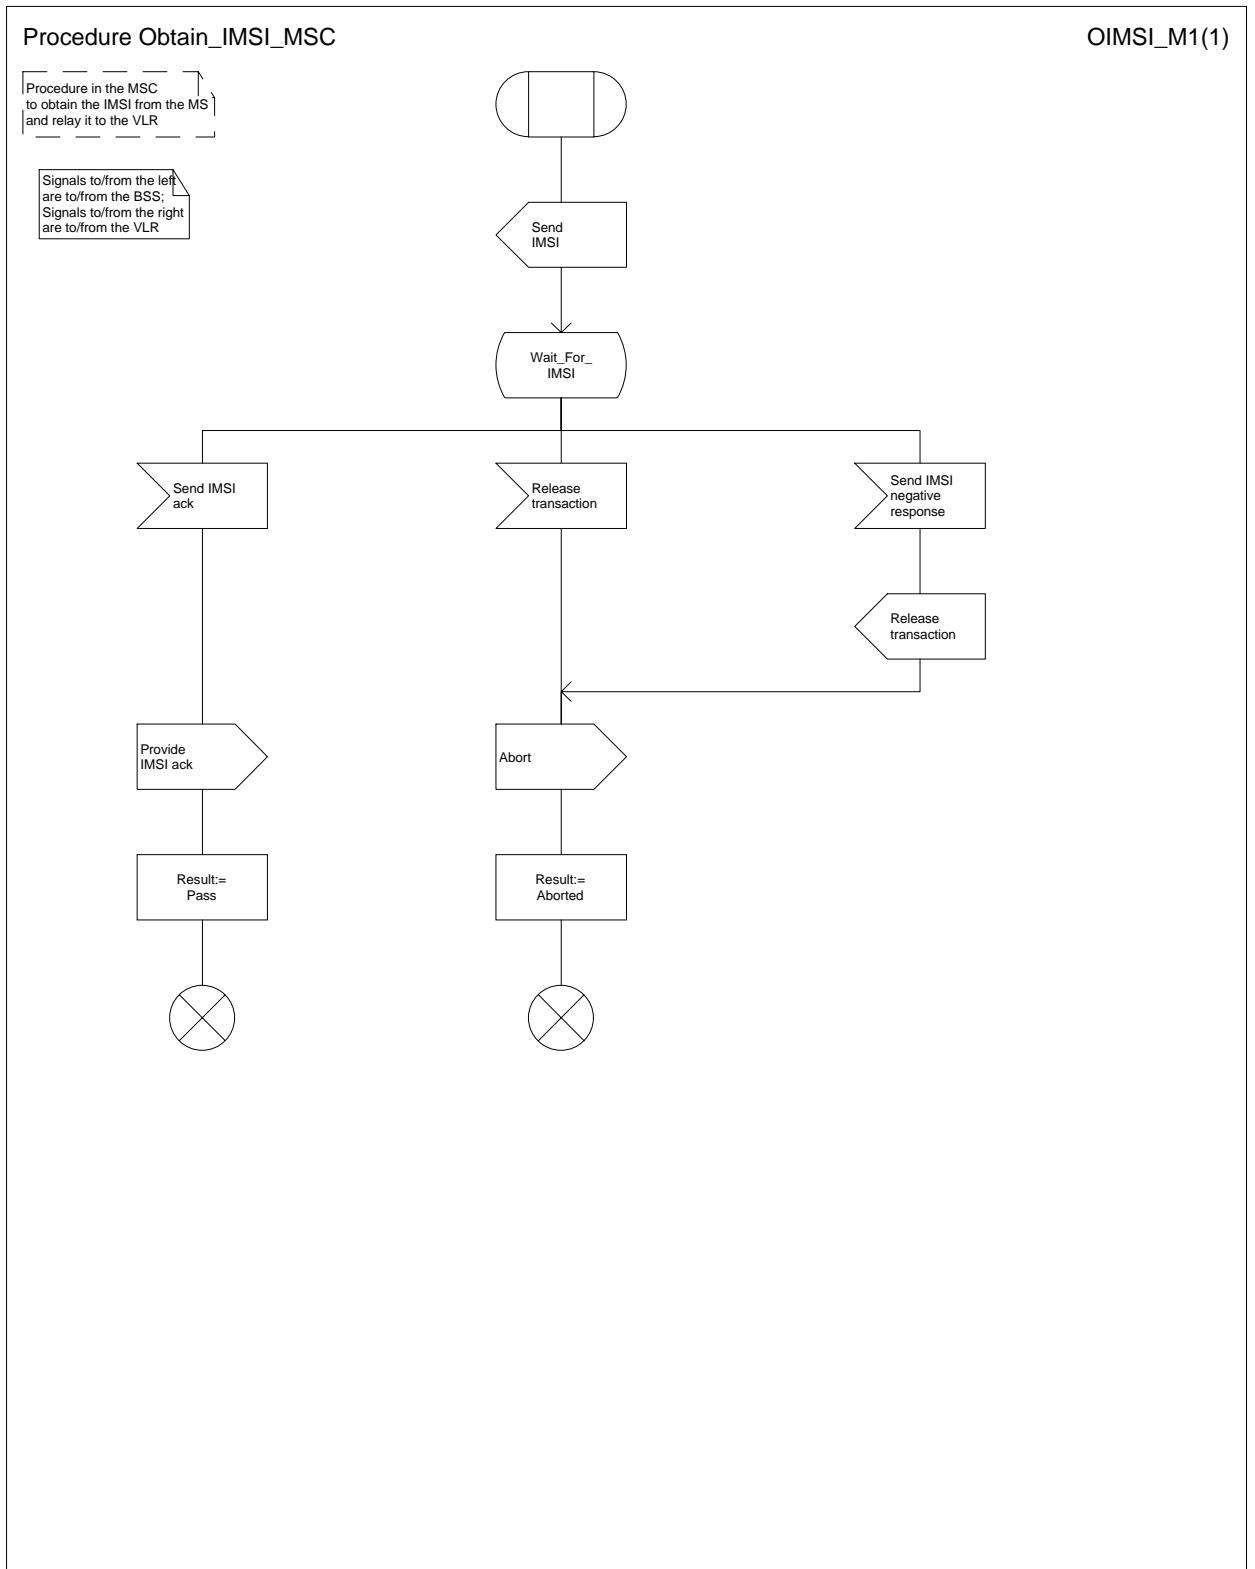 Procedure Obtain_IMSI_MSC
OIMSI_M1(1)
Procedure in the MSC
to obtain the IMSI from the MS
and relay it to the VLR
Signals to/from the left
are to/from the BSS;
Signals to/from the right
are to/from the VLR
Send
IMSI
Wait_For_
IMSI
Send IMSI
ack
Release
transaction
Send IMSI
negative
response
Release
transaction
Provide
IMSI ack
Abort
Result:=
Pass
Result:=
Aborted